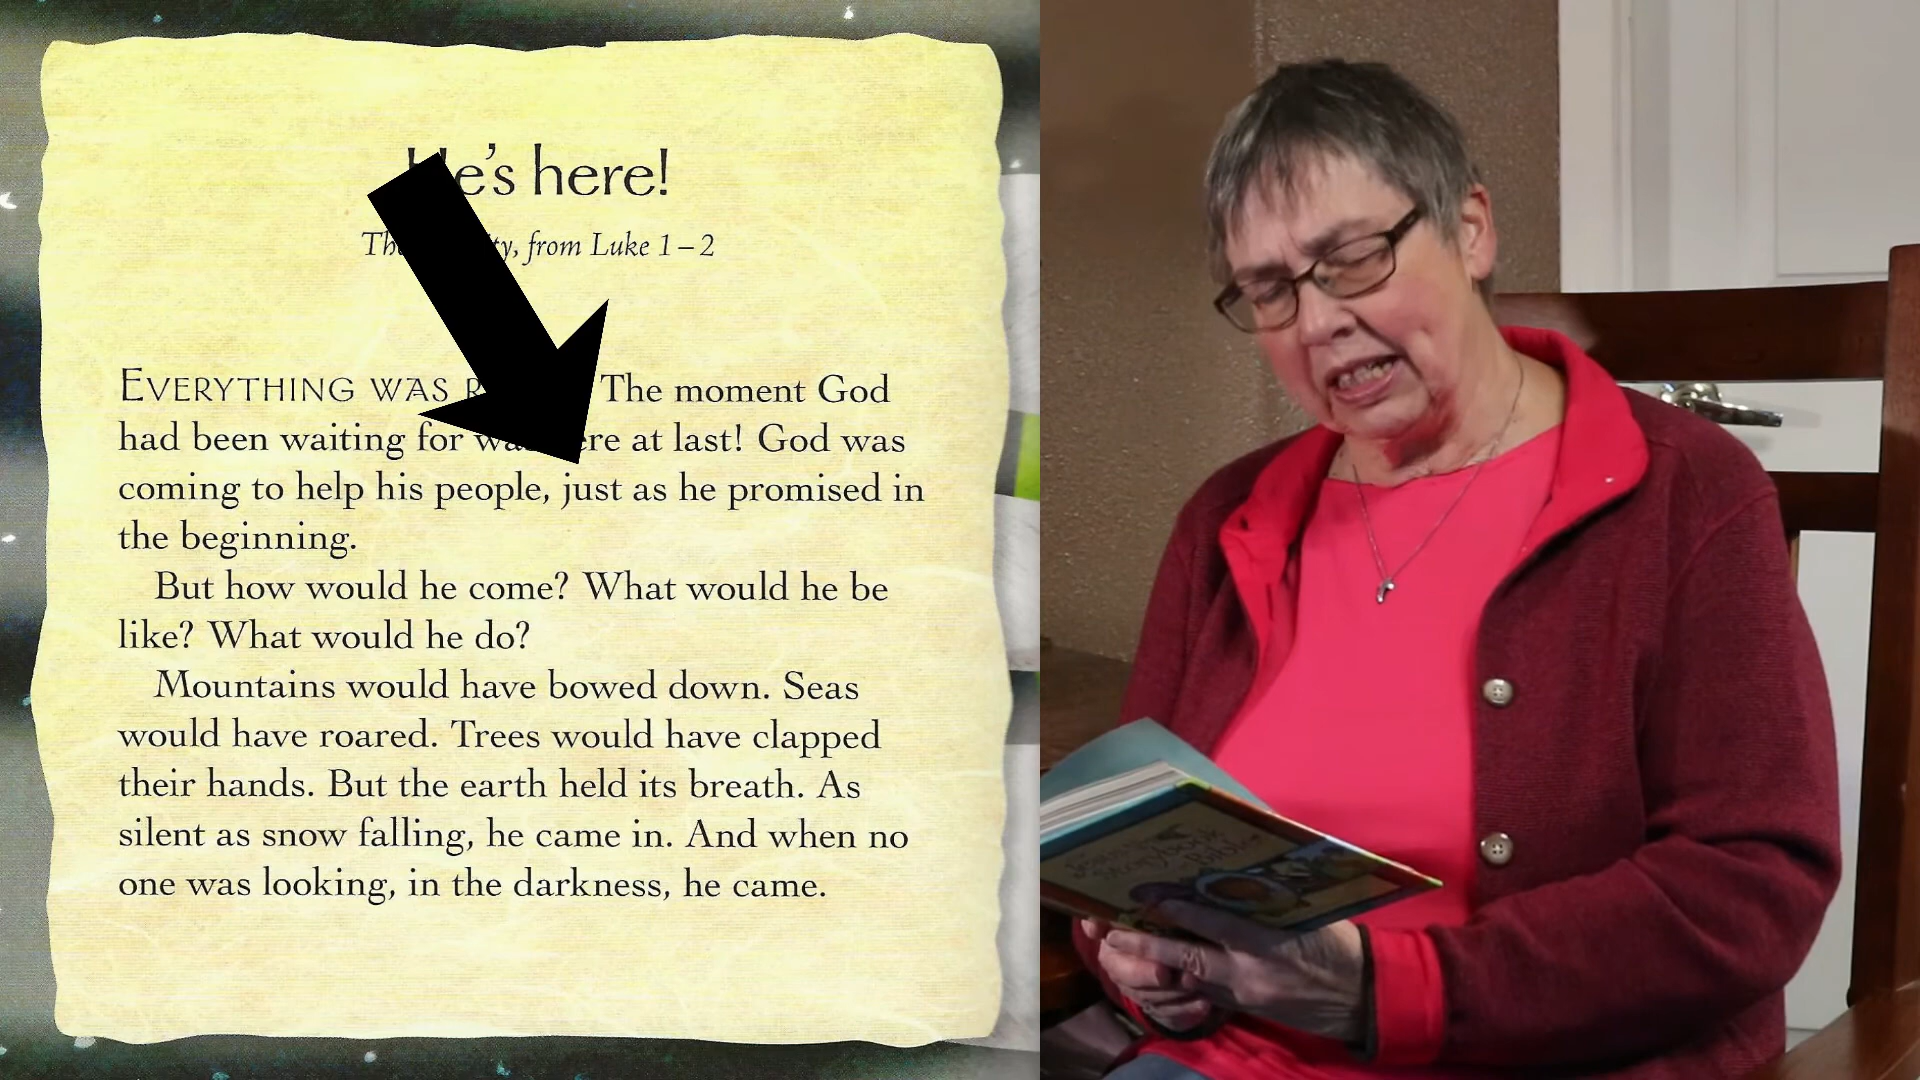 e's here!
from Luke 1–2
EVERYTHING WAS The moment God
had been waiting for at last! God was
coming to help his people, just as he promised in
the beginning.
But how would he come? What would he be
like? What would he do?
Mountains would have bowed down. Seas
would have roared. Trees would have clapped
their hands. But the earth held its breath. As
silent as snow falling, he came in. And when no
one was looking, in the darkness, he came.
Storybook
Bible